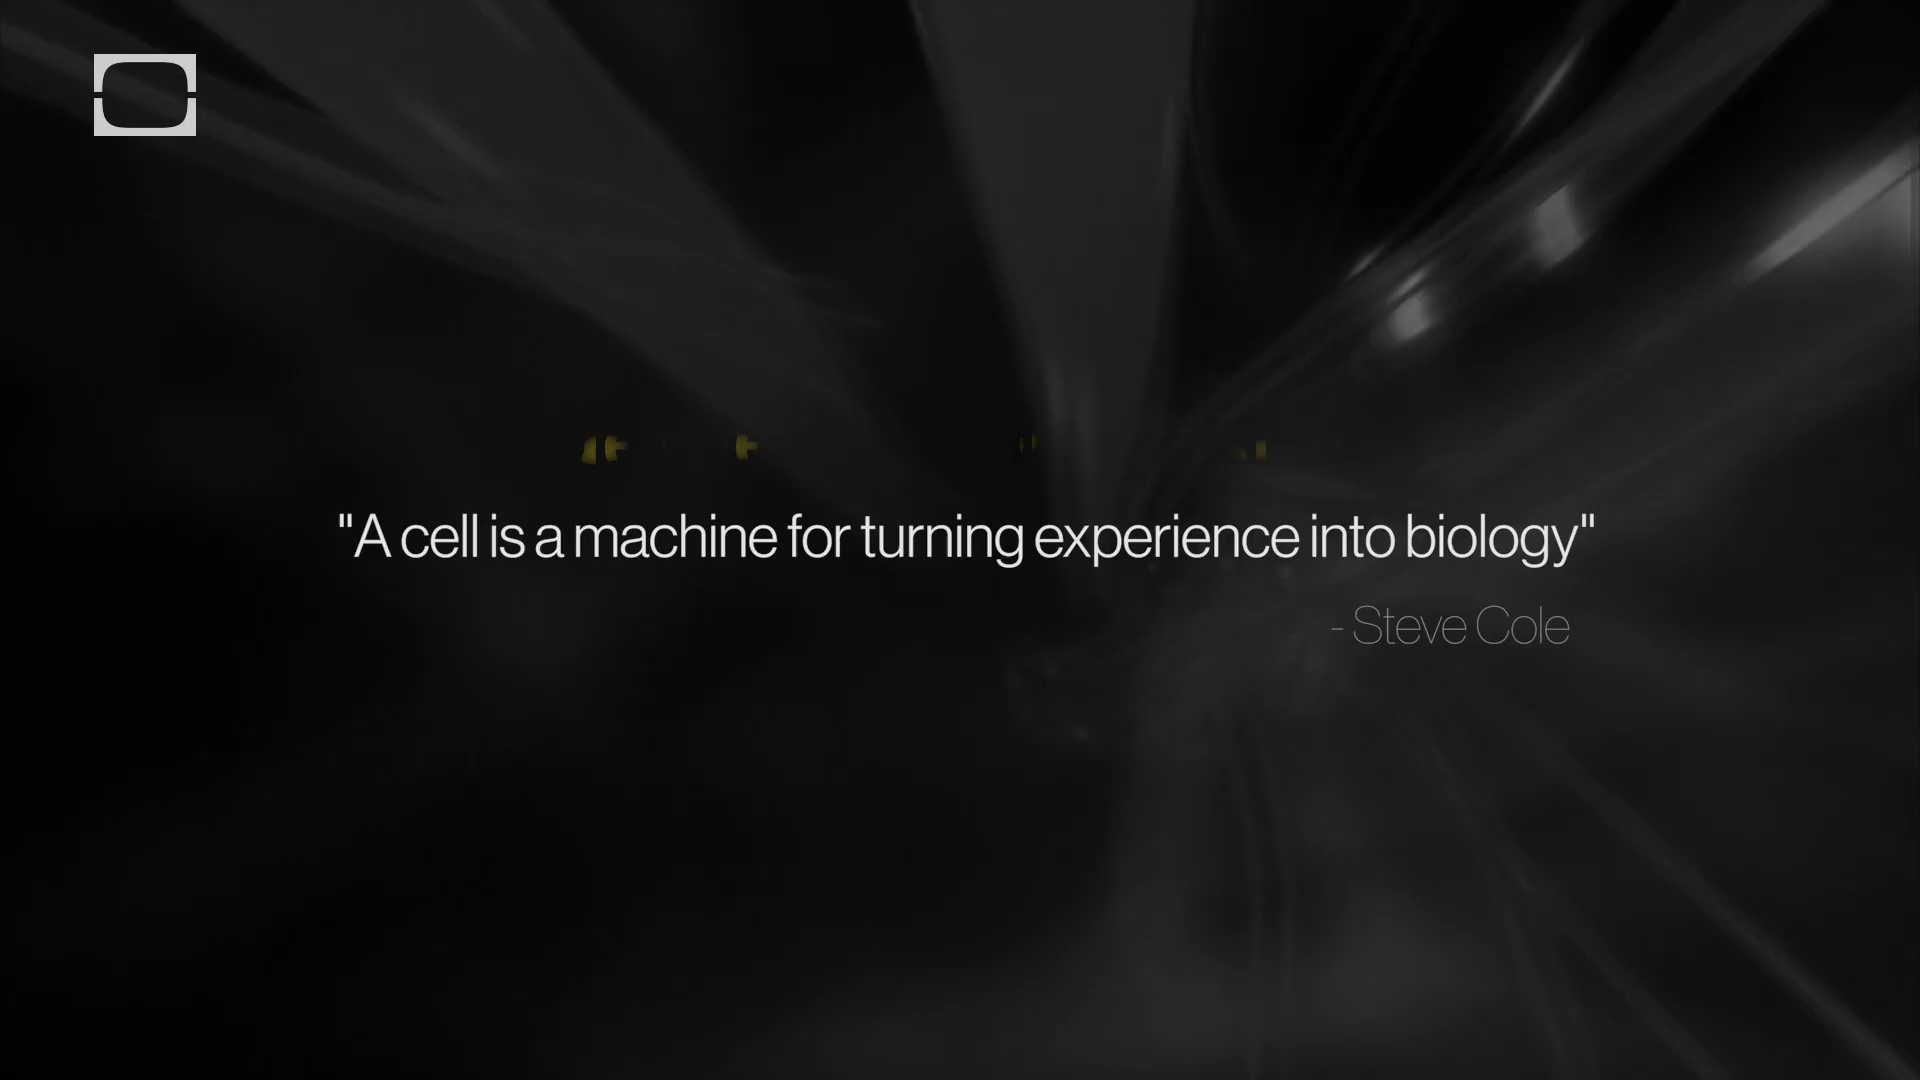 "A cell is a machine for turning experience into biology"
- Steve Cole